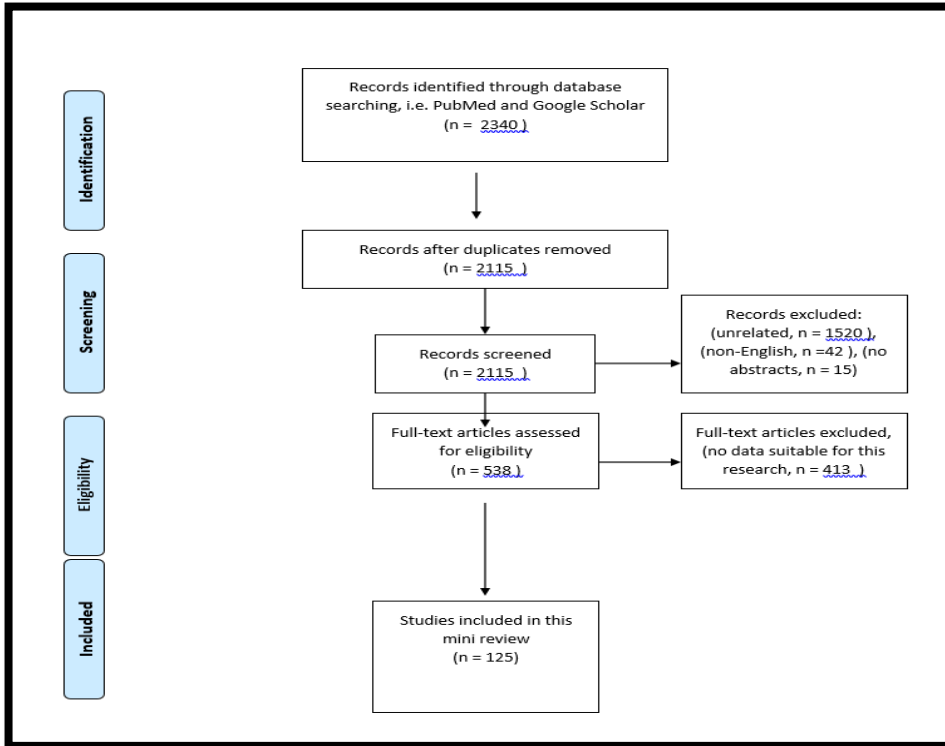 Identification
Records identified through database
searching, i.e. PubMed and Google Scholar
(n =  2340 )
Records after duplicates removed
(n = 2115  )
Screening
Records screened
(n = 2115  )
Records excluded:
(unrelated, n = 1520 ),
(non-English, n =42 ), (no
abstracts, n = 15)
Eligibility
Full-text articles assessed
for eligibility
(n = 538 )
Full-text articles excluded,
(no data suitable for this
research, n = 413  )
Included
Studies included in this
mini review
(n = 125)